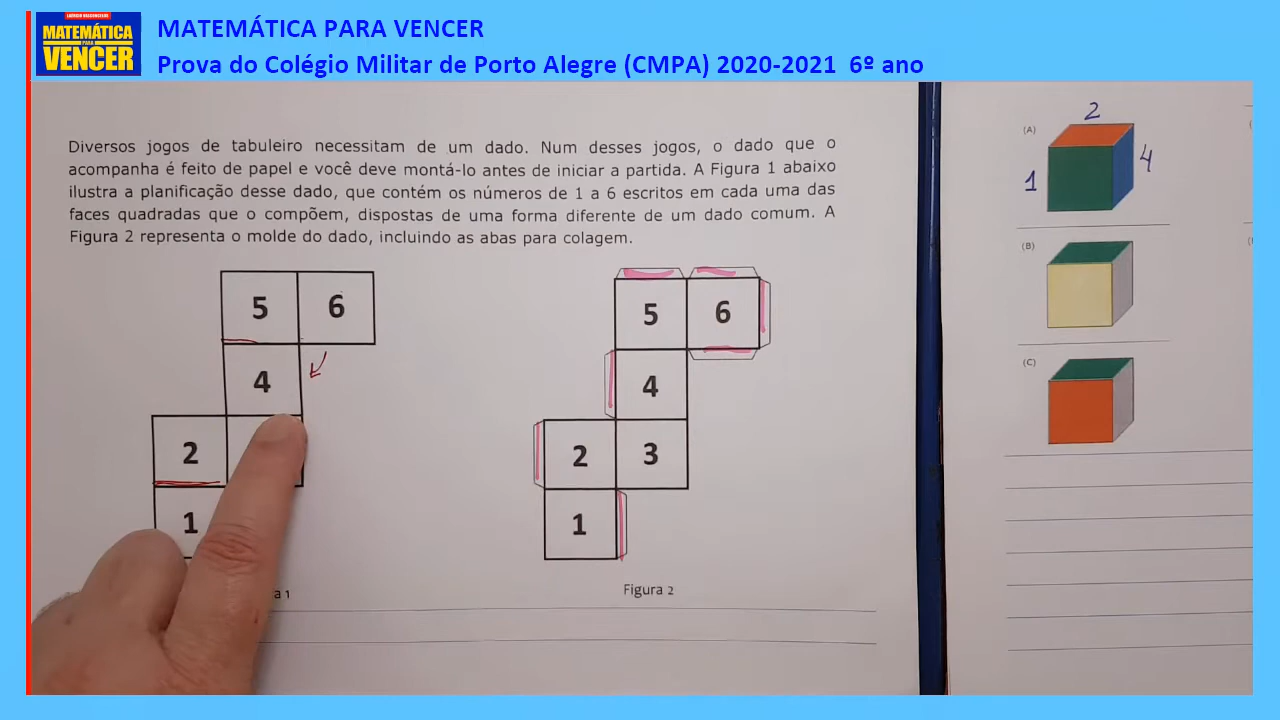 LAÉRCIO VASCONCELOS
MATEMÁTICA
PARA
VENCER
MATEMÁTICA PARA VENCER
Prova do Colégio Militar de Porto Alegre (CMPA) 2020-2021 6º ano
Diversos jogos de tabuleiro necessitam de um dado. Num desses jogos, o dado que o
acompanha é feito de papel e você deve montá-lo antes de iniciar a partida. A Figura 1 abaixo
ilustra a planificação desse dado, que contém os números de 1 a 6 escritos em cada uma das
faces quadradas que o compõem, dispostas de uma forma diferente de um dado comum. A
Figura 2 representa o molde do dado, incluindo as abas para colagem.
5 6
4
2
1
a 1
5 6
4
2 3
1
Figura 2
(A)
2
1
4
(B)
(C)